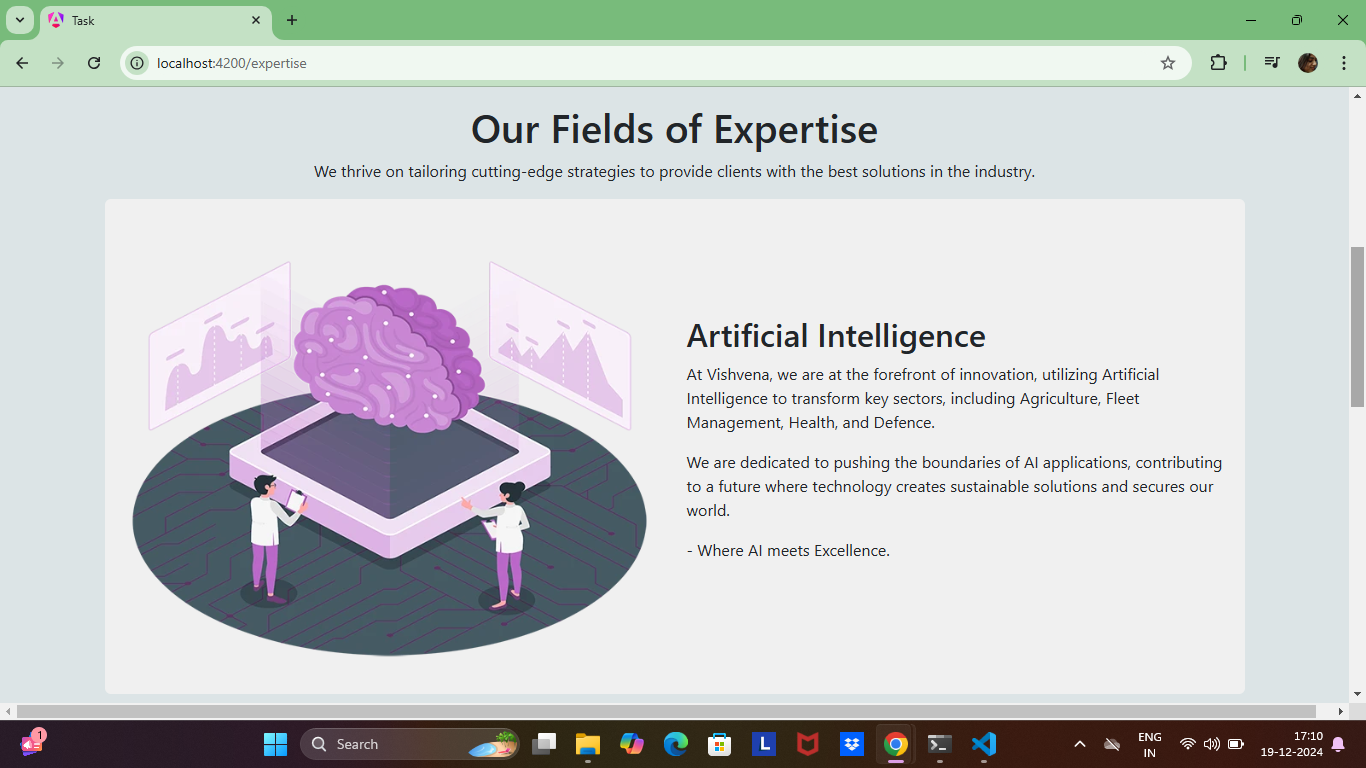 Task
localhost:4200/expertise
Our Fields of Expertise
We thrive on tailoring cutting-edge strategies to provide clients with the best solutions in the industry.
Artificial Intelligence
At Vishvena, we are at the forefront of innovation, utilizing Artificial
Intelligence to transform key sectors, including Agriculture, Fleet
Management, Health, and Defence.
We are dedicated to pushing the boundaries of AI applications, contributing
to a future where technology creates sustainable solutions and secures our
world.
- Where AI meets Excellence.
1
Search
L
ENG
IN
17:10
19-12-2024